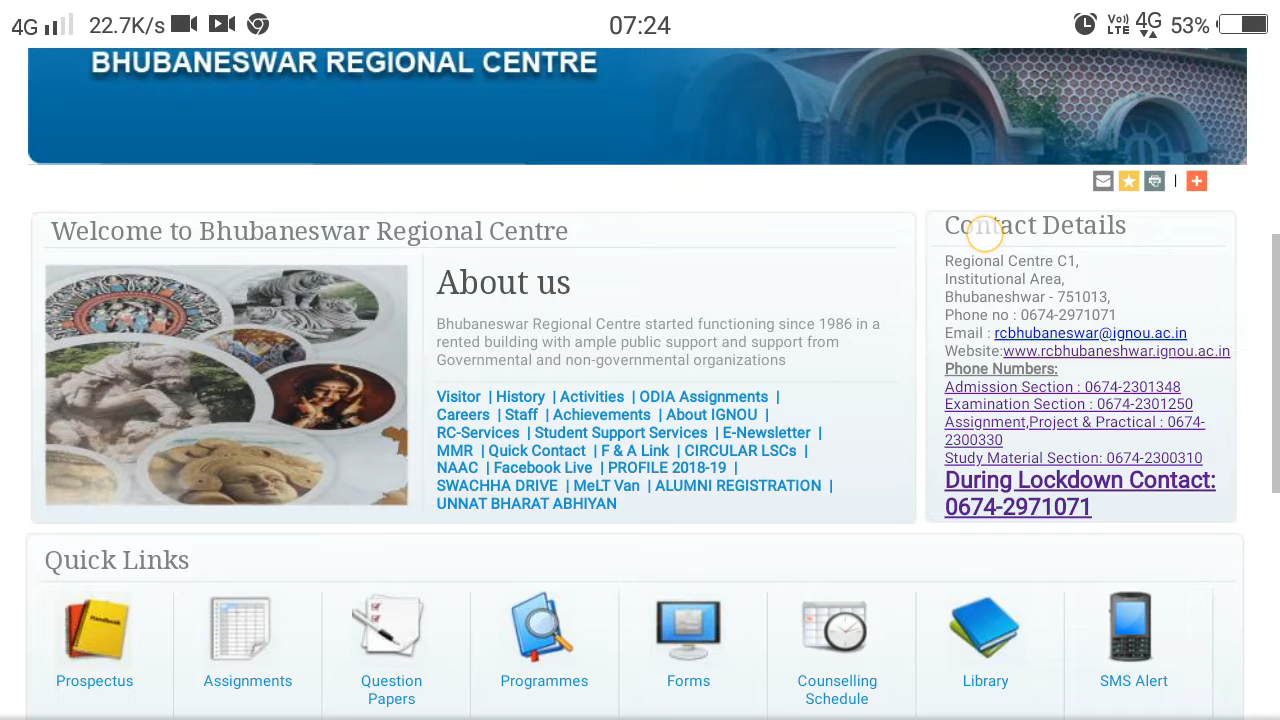 4G 22.7K/s 07:24 Vo)) LTE 4G 53%
BHUBANESWAR REGIONAL CENTRE
Welcome to Bhubaneswar Regional Centre
About us
Bhubaneswar Regional Centre started functioning since 1986 in a
rented building with ample public support and support from
Governmental and non-governmental organizations
Visitor | History | Activities | ODIA Assignments |
Careers | Staff | Achievements | About IGNOU |
RC-Services | Student Support Services | E-Newsletter |
MMR | Quick Contact | F & A Link | CIRCULAR LSCs |
NAAC | Facebook Live | PROFILE 2018-19 |
SWACHHA DRIVE | MeLT Van | ALUMNI REGISTRATION |
UNNAT BHARAT ABHIYAN
Contact Details
Regional Centre C1,
Institutional Area,
Bhubaneshwar - 751013,
Phone no : 0674-2971071
Email : rcbhubaneswar@ignou.ac.in
Website:www.rcbhubaneshwar.ignou.ac.in
Phone Numbers:
Admission Section : 0674-2301348
Examination Section : 0674-2301250
Assignment,Project & Practical : 0674-
2300330
Study Material Section: 0674-2300310
During Lockdown Contact:
0674-2971071
Quick Links
Handbook
Prospectus
Assignments
Question
Papers
Programmes
Forms
Counselling
Schedule
Library
SMS Alert